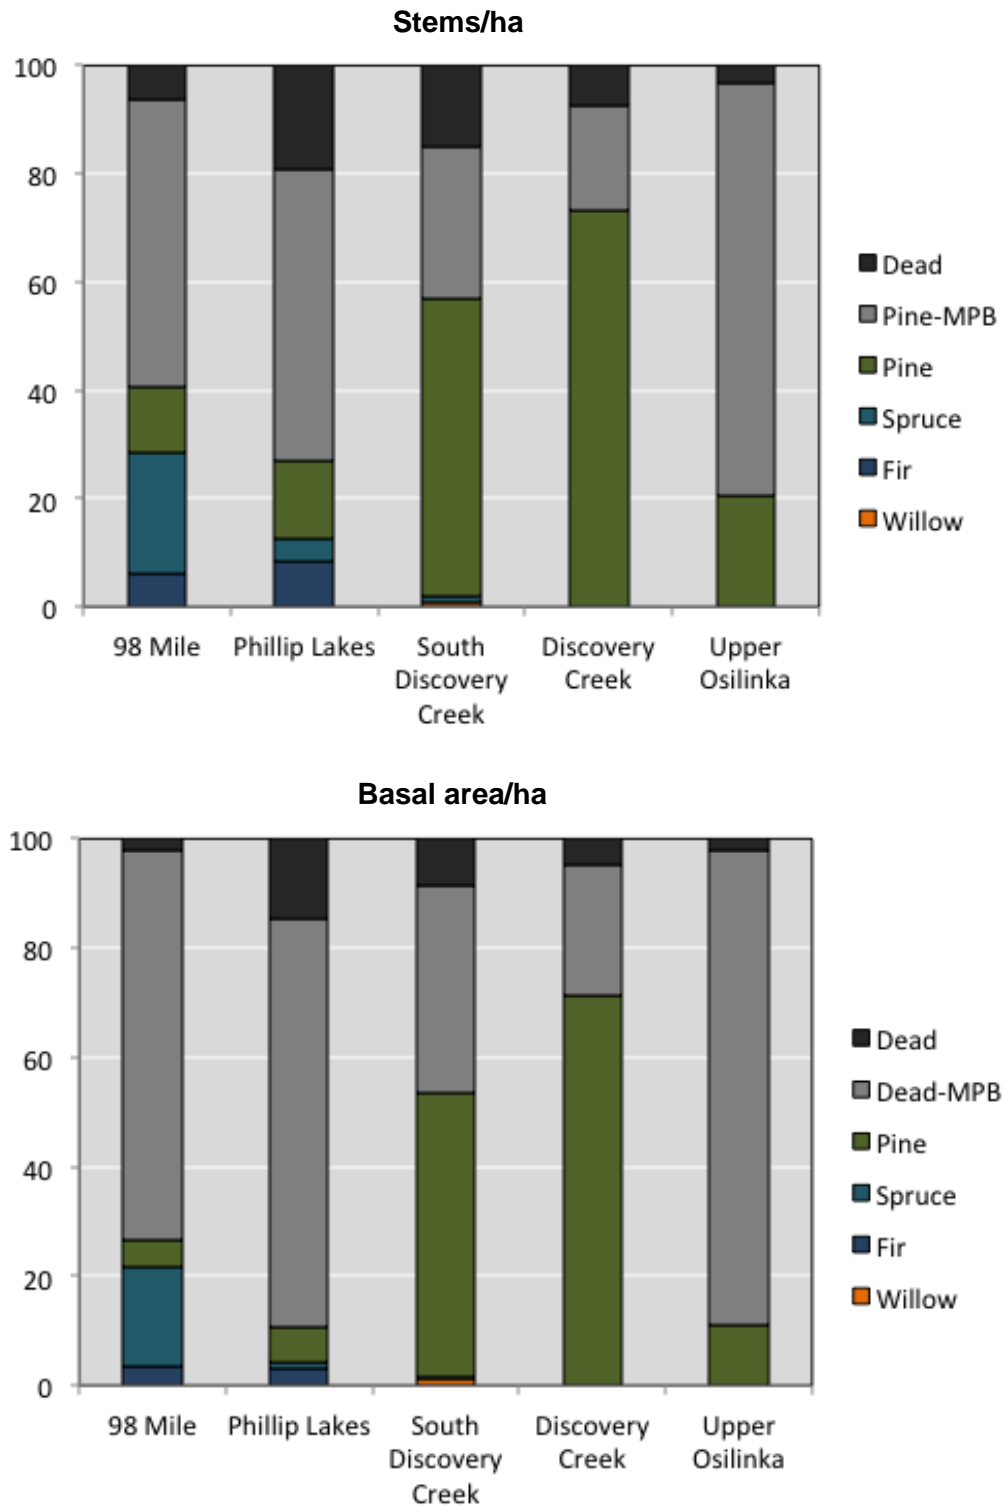 Stems/ha
100
80
60
40
20
0
98 Mile
Phillip Lakes
South
Discovery
Creek
Discovery
Creek
Upper
Osilinka
Dead
Pine-MPB
Pine
Spruce
Fir
Willow
Basal area/ha
100
80
60
40
20
0
98 Mile
Phillip Lakes
South
Discovery
Creek
Discovery
Creek
Upper
Osilinka
Dead
Dead-MPB
Pine
Spruce
Fir
Willow